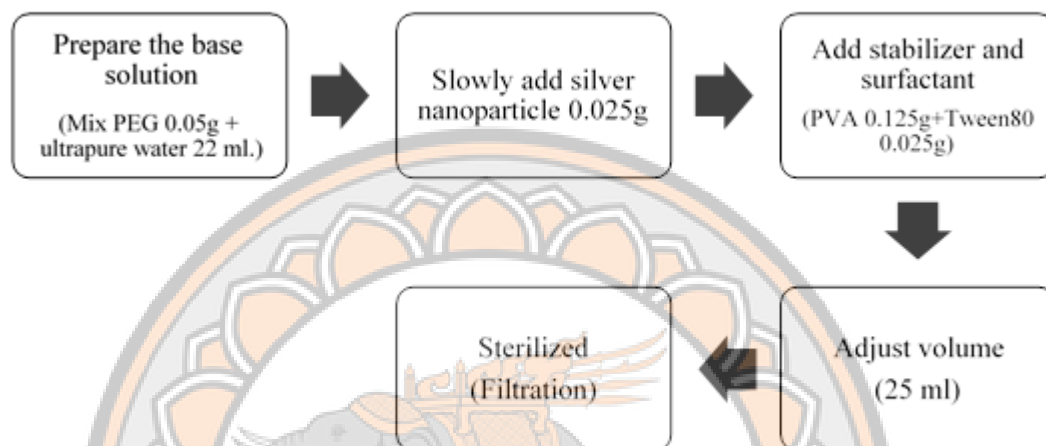 Prepare the base
solution
(Mix PEG 0.05g +
ultrapure water 22 ml.)
Slowly add silver
nanoparticle 0.025g
Add stabilizer and
surfactant
(PVA 0.125g+Tween80
0.025g)
Adjust volume
(25 ml)
Sterilized
(Filtration)